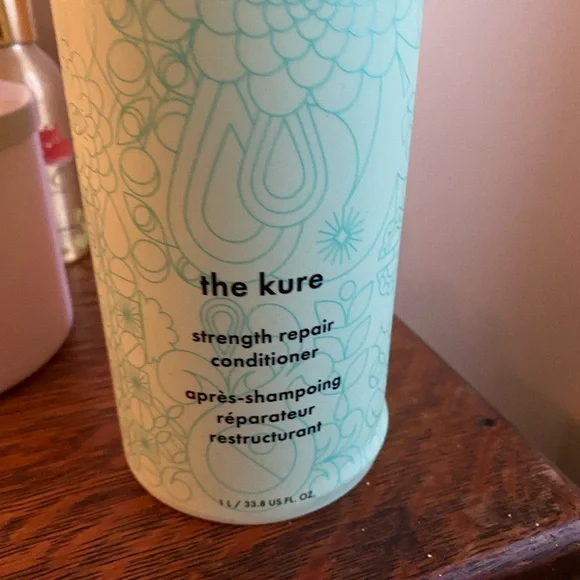 the kure
strength repair
conditioner
après-shampoing
réparateur
restructurant
1 L / 33.8 US FL. OZ.